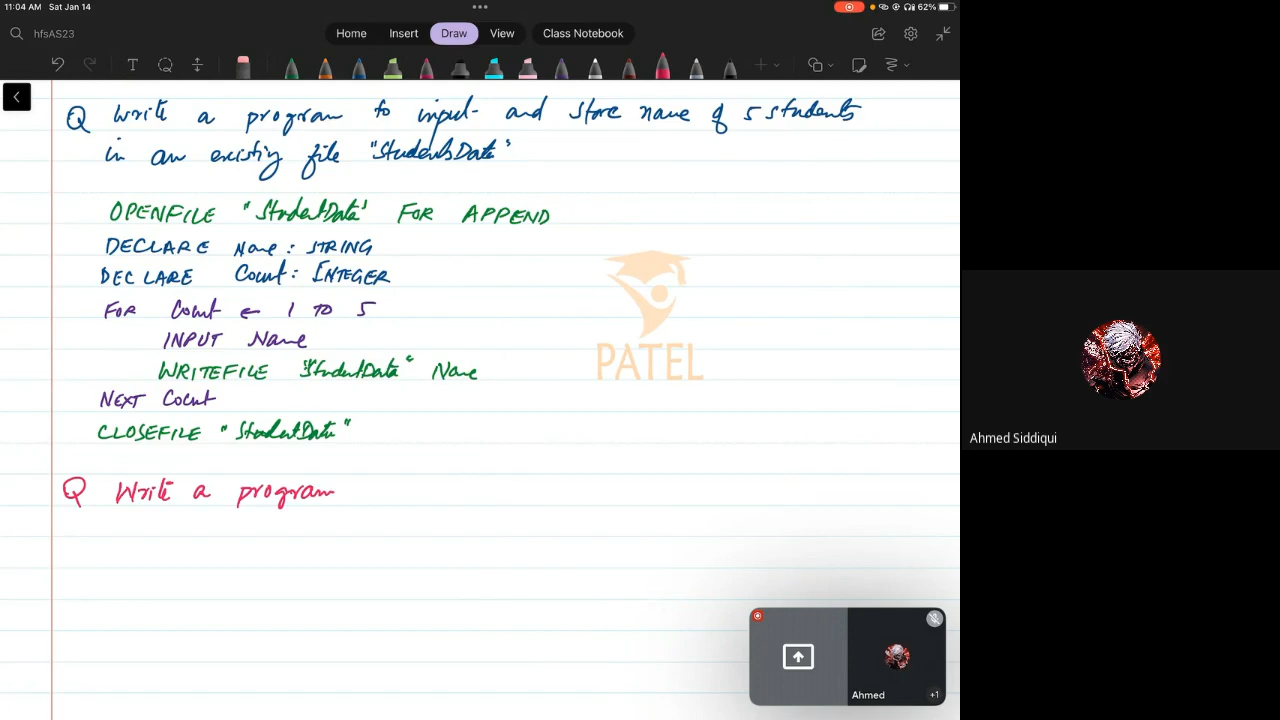 11:04 AM Sat Jan 14
62%
hfsAS23
Home Insert Draw View Class Notebook
Q Write a program to input and store name of 5 students
in an existing file "StudentsData"
OPENFILE "StudentData" FOR APPEND
DECLARE Name : STRING
DECLARE Count : INTEGER
FOR Count ← 1 TO 5
INPUT Name
WRITEFILE "StudentData" Name
NEXT Count
CLOSEFILE "StudentData"
PATEL
Q Write a program
Ahmed Siddiqui
Ahmed +1